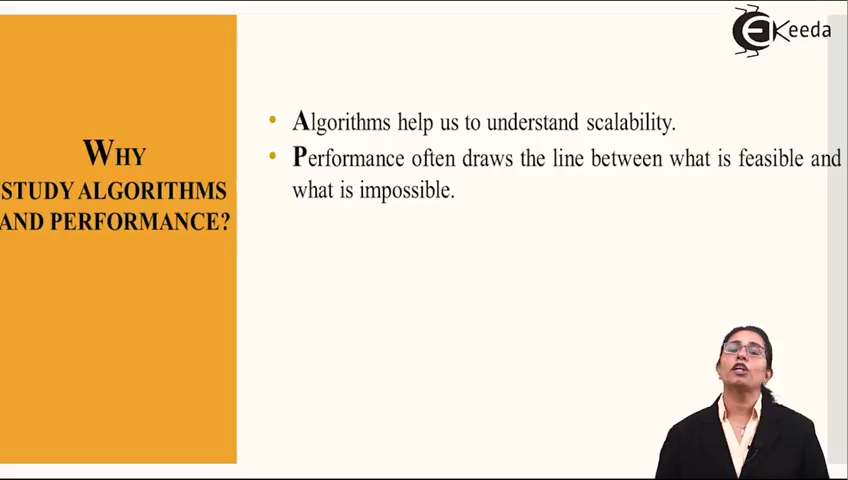 EKeeda
WHY
STUDY ALGORITHMS
AND PERFORMANCE?
• Algorithms help us to understand scalability.
• Performance often draws the line between what is feasible and
what is impossible.